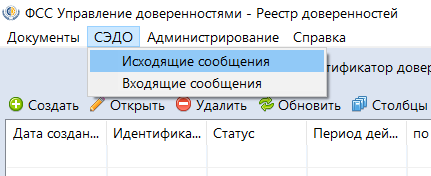 ФСС Управление доверенностями - Реестр доверенностей
Документы СЭДО Администрирование Справка
Исходящие сообщения
Входящие сообщения
Создать Открыть Удалить Обновить Столбцы
Дата создан... Идентифика... Статус Период дей... по